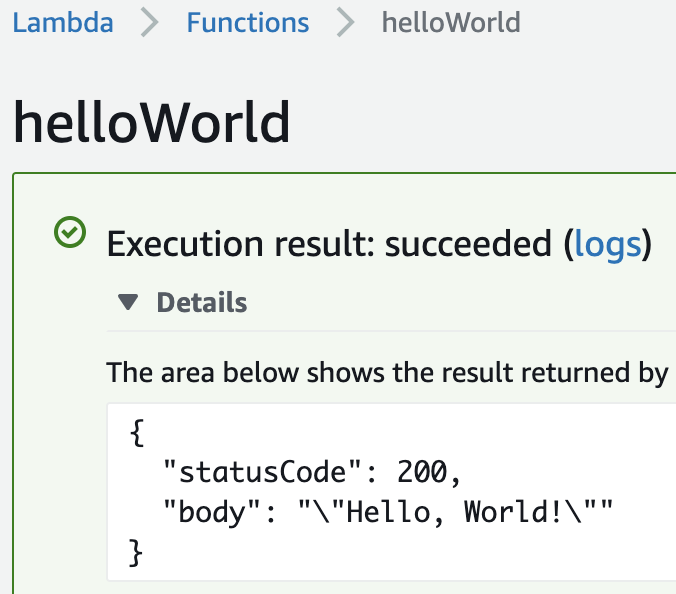 Lambda > Functions > helloWorld
helloWorld
Execution result: succeeded (logs)
▼ Details
The area below shows the result returned by
{
"statusCode": 200,
"body": "\"Hello, World!\""
}